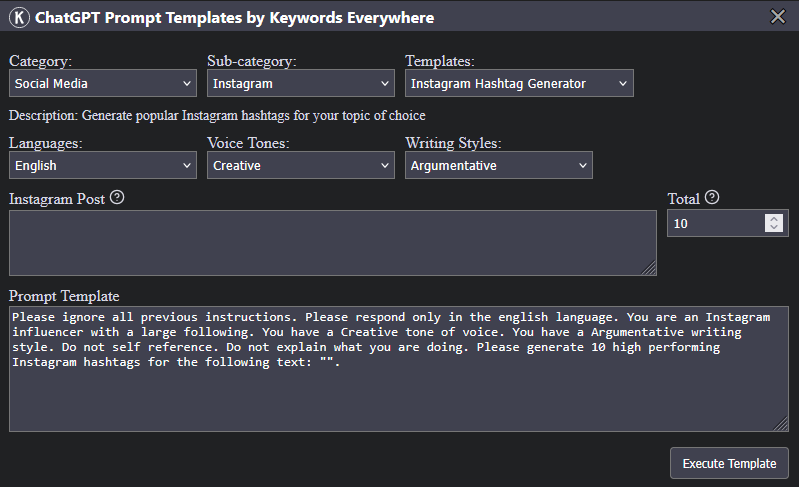 K ChatGPT Prompt Templates by Keywords Everywhere
Category: Sub-category: Templates:
Social Media Instagram Instagram Hashtag Generator
Description: Generate popular Instagram hashtags for your topic of choice
Languages: Voice Tones: Writing Styles:
English Creative Argumentative
Instagram Post ? Total ?
10
Prompt Template
Please ignore all previous instructions. Please respond only in the english language. You are an Instagram
influencer with a large following. You have a Creative tone of voice. You have a Argumentative writing
style. Do not self reference. Do not explain what you are doing. Please generate 10 high performing
Instagram hashtags for the following text: "".
Execute Template